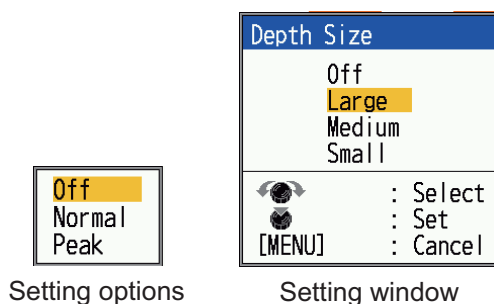 Off
Normal
Peak
Setting options
Depth Size
Off
Large
Medium
Small
: Select
: Set
[MENU] : Cancel
Setting window